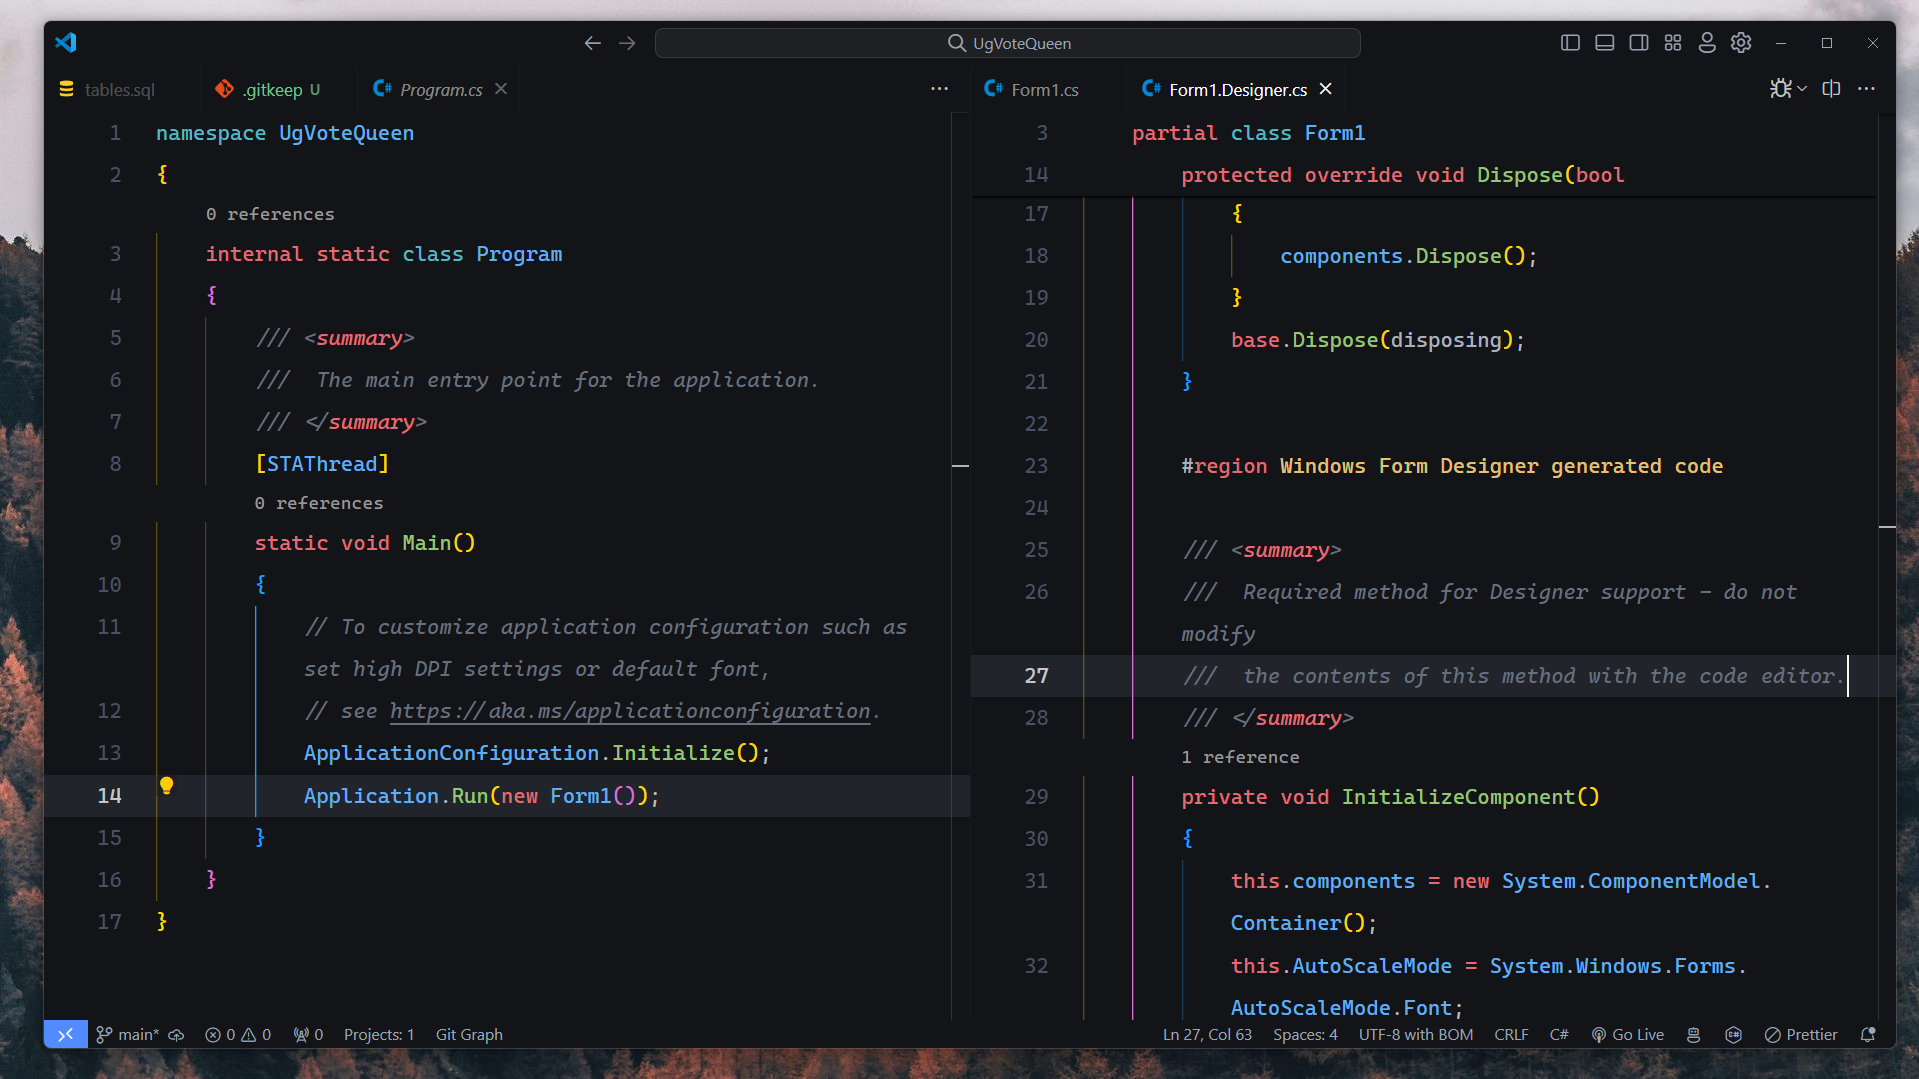 UgVoteQueen
tables.sql
.gitkeep U
Program.cs
1 namespace UgVoteQueen
2 {
0 references
3 internal static class Program
4 {
5 /// <summary>
6 ///  The main entry point for the application.
7 /// </summary>
8 [STAThread]
0 references
9 static void Main()
10 {
11 // To customize application configuration such as
set high DPI settings or default font,
12 // see https://aka.ms/applicationconfiguration.
13 ApplicationConfiguration.Initialize();
14 Application.Run(new Form1());
15 }
16 }
17 }
Form1.cs
Form1.Designer.cs
3 partial class Form1
14 protected override void Dispose(bool
17 {
18 components.Dispose();
19 }
20 base.Dispose(disposing);
21 }
22
23 #region Windows Form Designer generated code
24
25 /// <summary>
26 ///  Required method for Designer support - do not
modify
27 ///  the contents of this method with the code editor.
28 /// </summary>
1 reference
29 private void InitializeComponent()
30 {
31 this.components = new System.ComponentModel.
Container();
32 this.AutoScaleMode = System.Windows.Forms.
AutoScaleMode.Font;
main* 0 0 0 Projects: 1 Git Graph
Ln 27, Col 63 Spaces: 4 UTF-8 with BOM CRLF C# Go Live Prettier